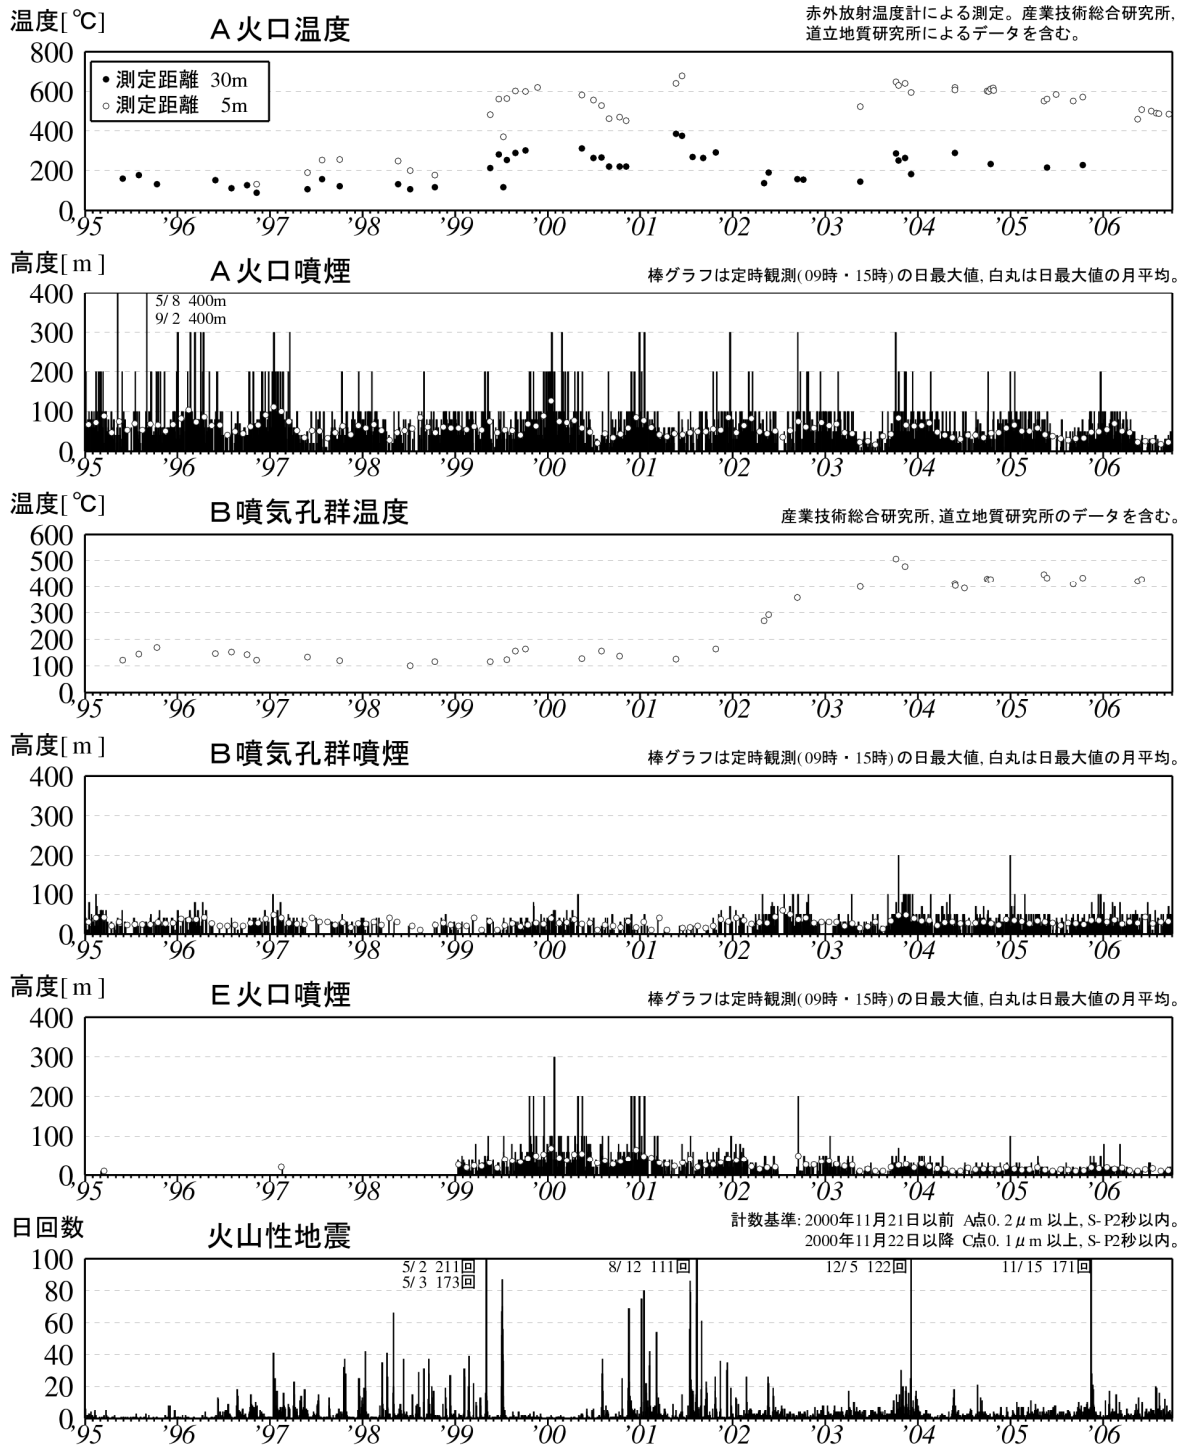 温度[℃]
A火口温度
赤外放射温度計による測定。産業技術総合研究所,
道立地質研究所によるデータを含む。
800
600
400
200
0
● 測定距離 30m
○ 測定距離 5m
'95 '96 '97 '98 '99 '00 '01 '02 '03 '04 '05 '06
高度[m]
A火口噴煙
棒グラフは定時観測(09時・15時)の日最大値, 白丸は日最大値の月平均。
400
300
200
100
0
5/8 400m
9/2 400m
'95 '96 '97 '98 '99 '00 '01 '02 '03 '04 '05 '06
温度[℃]
B噴気孔群温度
産業技術総合研究所, 道立地質研究所のデータを含む。
600
500
400
300
200
100
0
'95 '96 '97 '98 '99 '00 '01 '02 '03 '04 '05 '06
高度[m]
B噴気孔群噴煙
棒グラフは定時観測(09時・15時)の日最大値, 白丸は日最大値の月平均。
400
300
200
100
0
'95 '96 '97 '98 '99 '00 '01 '02 '03 '04 '05 '06
高度[m]
E火口噴煙
棒グラフは定時観測(09時・15時)の日最大値, 白丸は日最大値の月平均。
400
300
200
100
0
'95 '96 '97 '98 '99 '00 '01 '02 '03 '04 '05 '06
日回数
火山性地震
計数基準: 2000年11月21日以前 A点0.2μm以上, S-P2秒以内。
2000年11月22日以降 C点0.1μm以上, S-P2秒以内。
100
80
60
40
20
0
5/2 211回
5/3 173回
8/12 111回
12/5 122回
11/15 171回
'95 '96 '97 '98 '99 '00 '01 '02 '03 '04 '05 '06